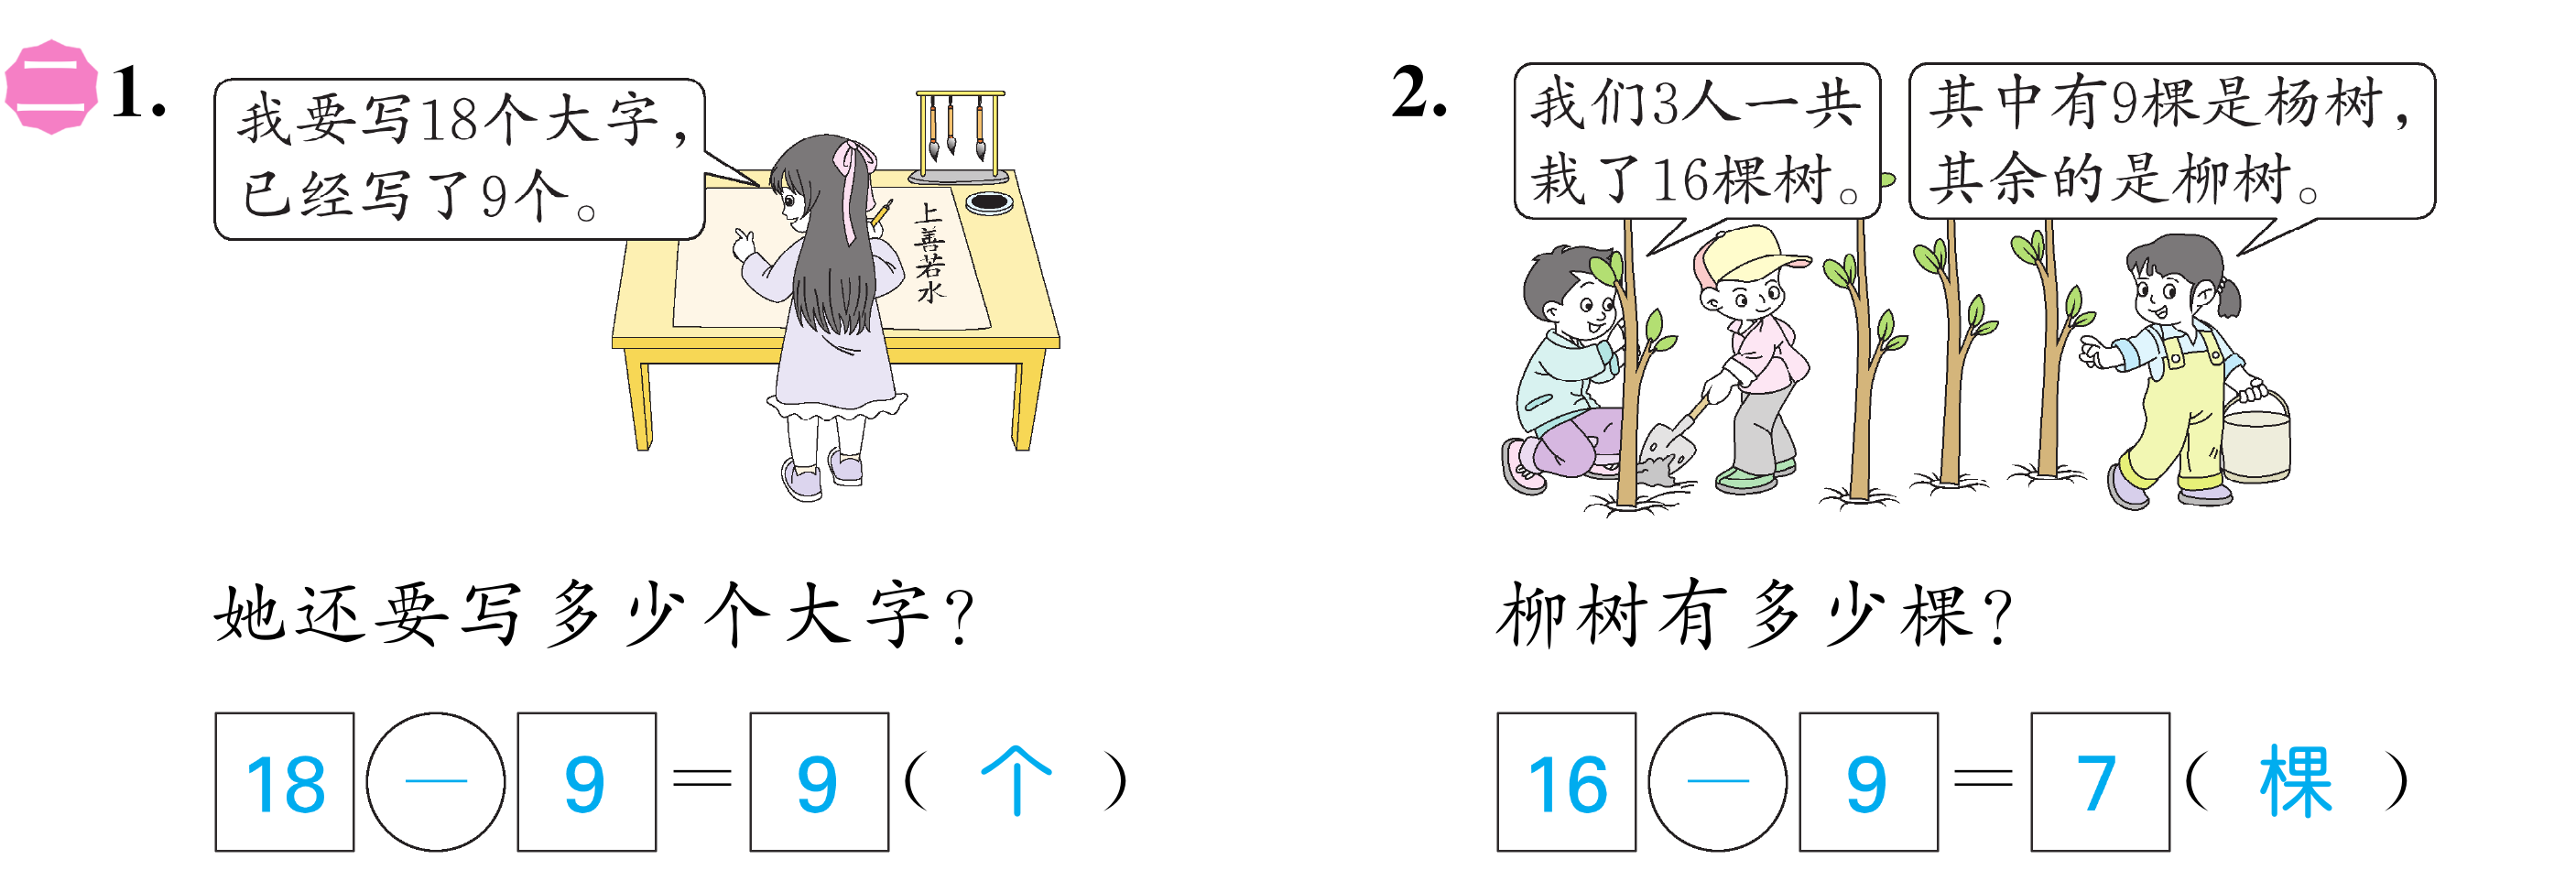 二 1.
我要写18个大字，
已经写了9个。
上善若水
她还要写多少个大字？
18－9＝9（个）
2.
我们3人一共
栽了16棵树。
其中有9棵是杨树，
其余的是柳树。
柳树有多少棵？
16－9＝7（棵）